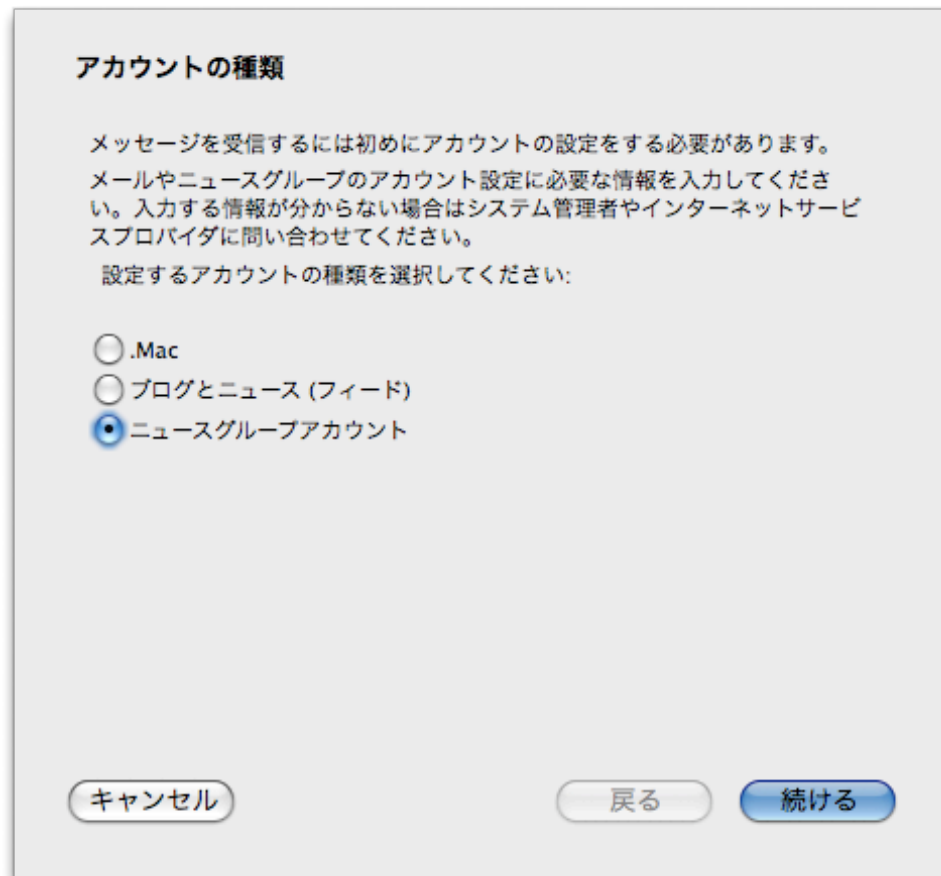 アカウントの種類
メッセージを受信するには初めにアカウントの設定をする必要があります。
メールやニュースグループのアカウント設定に必要な情報を入力してくださ
い。入力する情報が分からない場合はシステム管理者やインターネットサービ
スプロバイダに問い合わせてください。
設定するアカウントの種類を選択してください:
.Mac
ブログとニュース (フィード)
ニュースグループアカウント
キャンセル 戻る 続ける